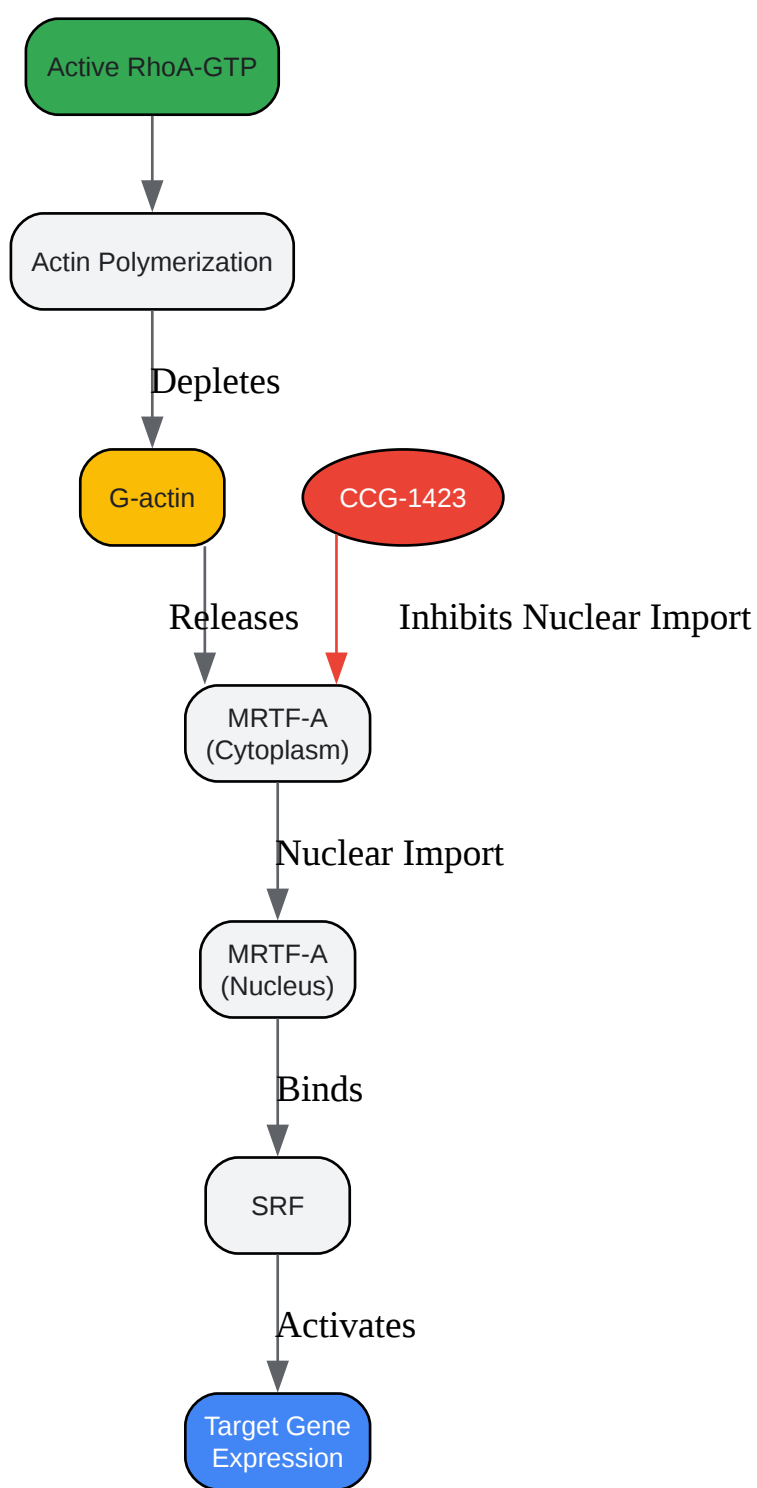 Active RhoA-GTP
Actin Polymerization
Depletes
G-actin
CCG-1423
Releases
Inhibits Nuclear Import
MRTF-A
(Cytoplasm)
Nuclear Import
MRTF-A
(Nucleus)
Binds
SRF
Activates
Target Gene
Expression